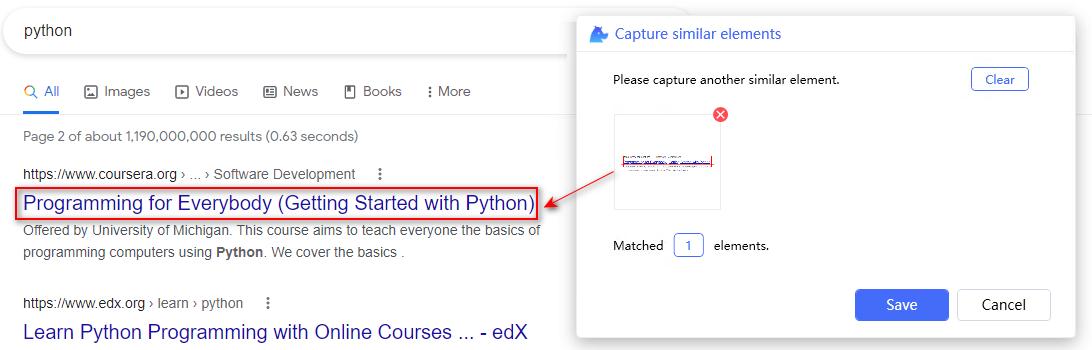 python
All
Images
Videos
News
Books
More
Page 2 of about 1,190,000,000 results (0.63 seconds)
https://www.coursera.org › ... › Software Development
Programming for Everybody (Getting Started with Python)
Offered by University of Michigan. This course aims to teach everyone the basics of
programming computers using Python. We cover the basics .
https://www.edx.org › learn › python
Learn Python Programming with Online Courses ... - edX
Capture similar elements
Please capture another similar element.
Clear
Matched 1 elements.
Save
Cancel